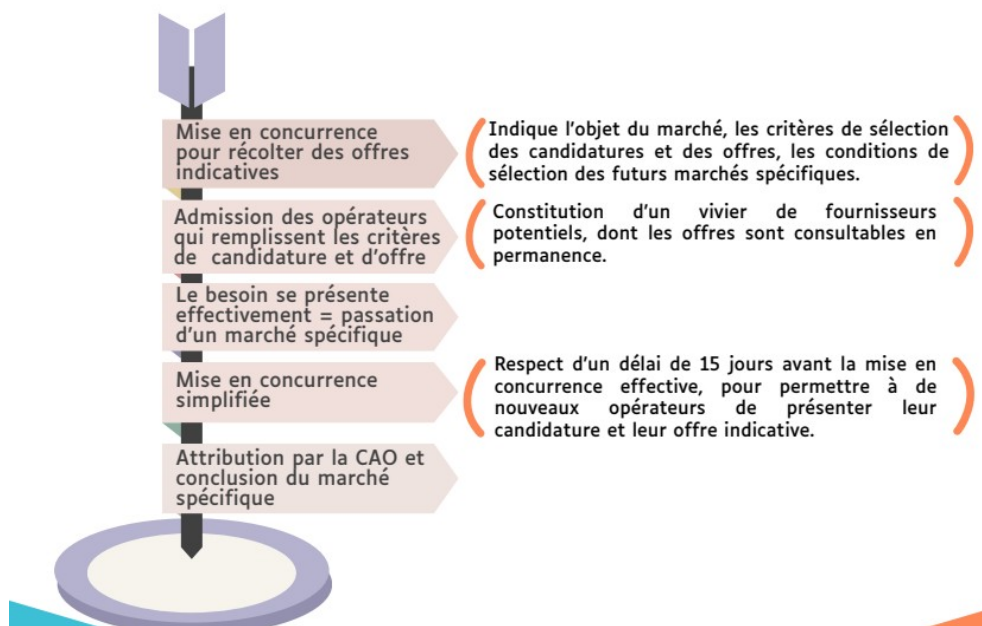 Mise en concurrence
pour récolter des offres
indicatives
Indique l'objet du marché, les critères de sélection
des candidatures et des offres, les conditions de
sélection des futurs marchés spécifiques.
Admission des opérateurs
qui remplissent les critères
de candidature et d'offre
Constitution d'un vivier de fournisseurs
potentiels, dont les offres sont consultables en
permanence.
Le besoin se présente
effectivement = passation
d'un marché spécifique
Mise en concurrence
simplifiée
Respect d'un délai de 15 jours avant la mise en
concurrence effective, pour permettre à de
nouveaux opérateurs de présenter leur
candidature et leur offre indicative.
Attribution par la CAO et
conclusion du marché
spécifique